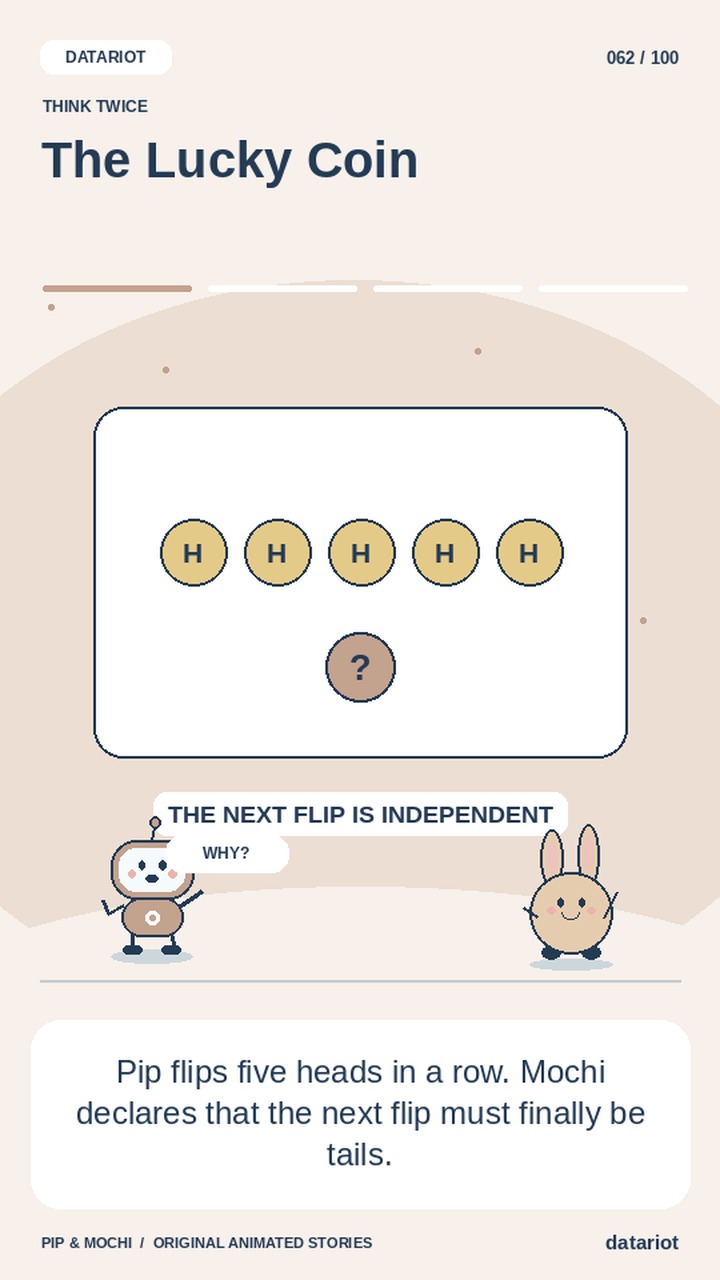 DATARIOT
062 / 100
THINK TWICE
The Lucky Coin
H H H H H
?
THE NEXT FLIP IS INDEPENDENT
WHY?
Pip flips five heads in a row. Mochi
declares that the next flip must finally be
tails.
PIP & MOCHI / ORIGINAL ANIMATED STORIES
datariot